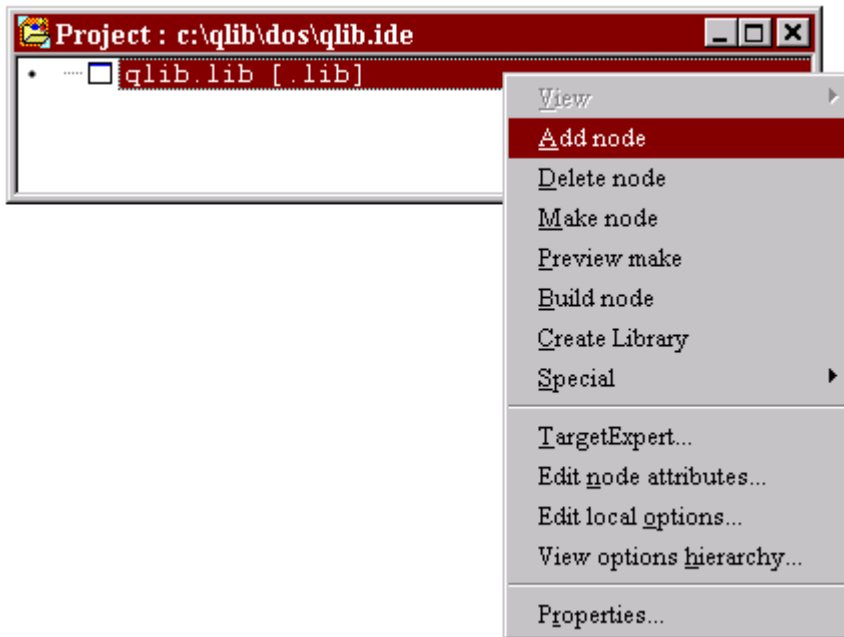 Project : c:\qlib\dos\qlib.ide
qlib.lib [.lib]
View
Add node
Delete node
Make node
Preview make
Build node
Create Library
Special
TargetExpert...
Edit node attributes...
Edit local options...
View options hierarchy...
Properties...